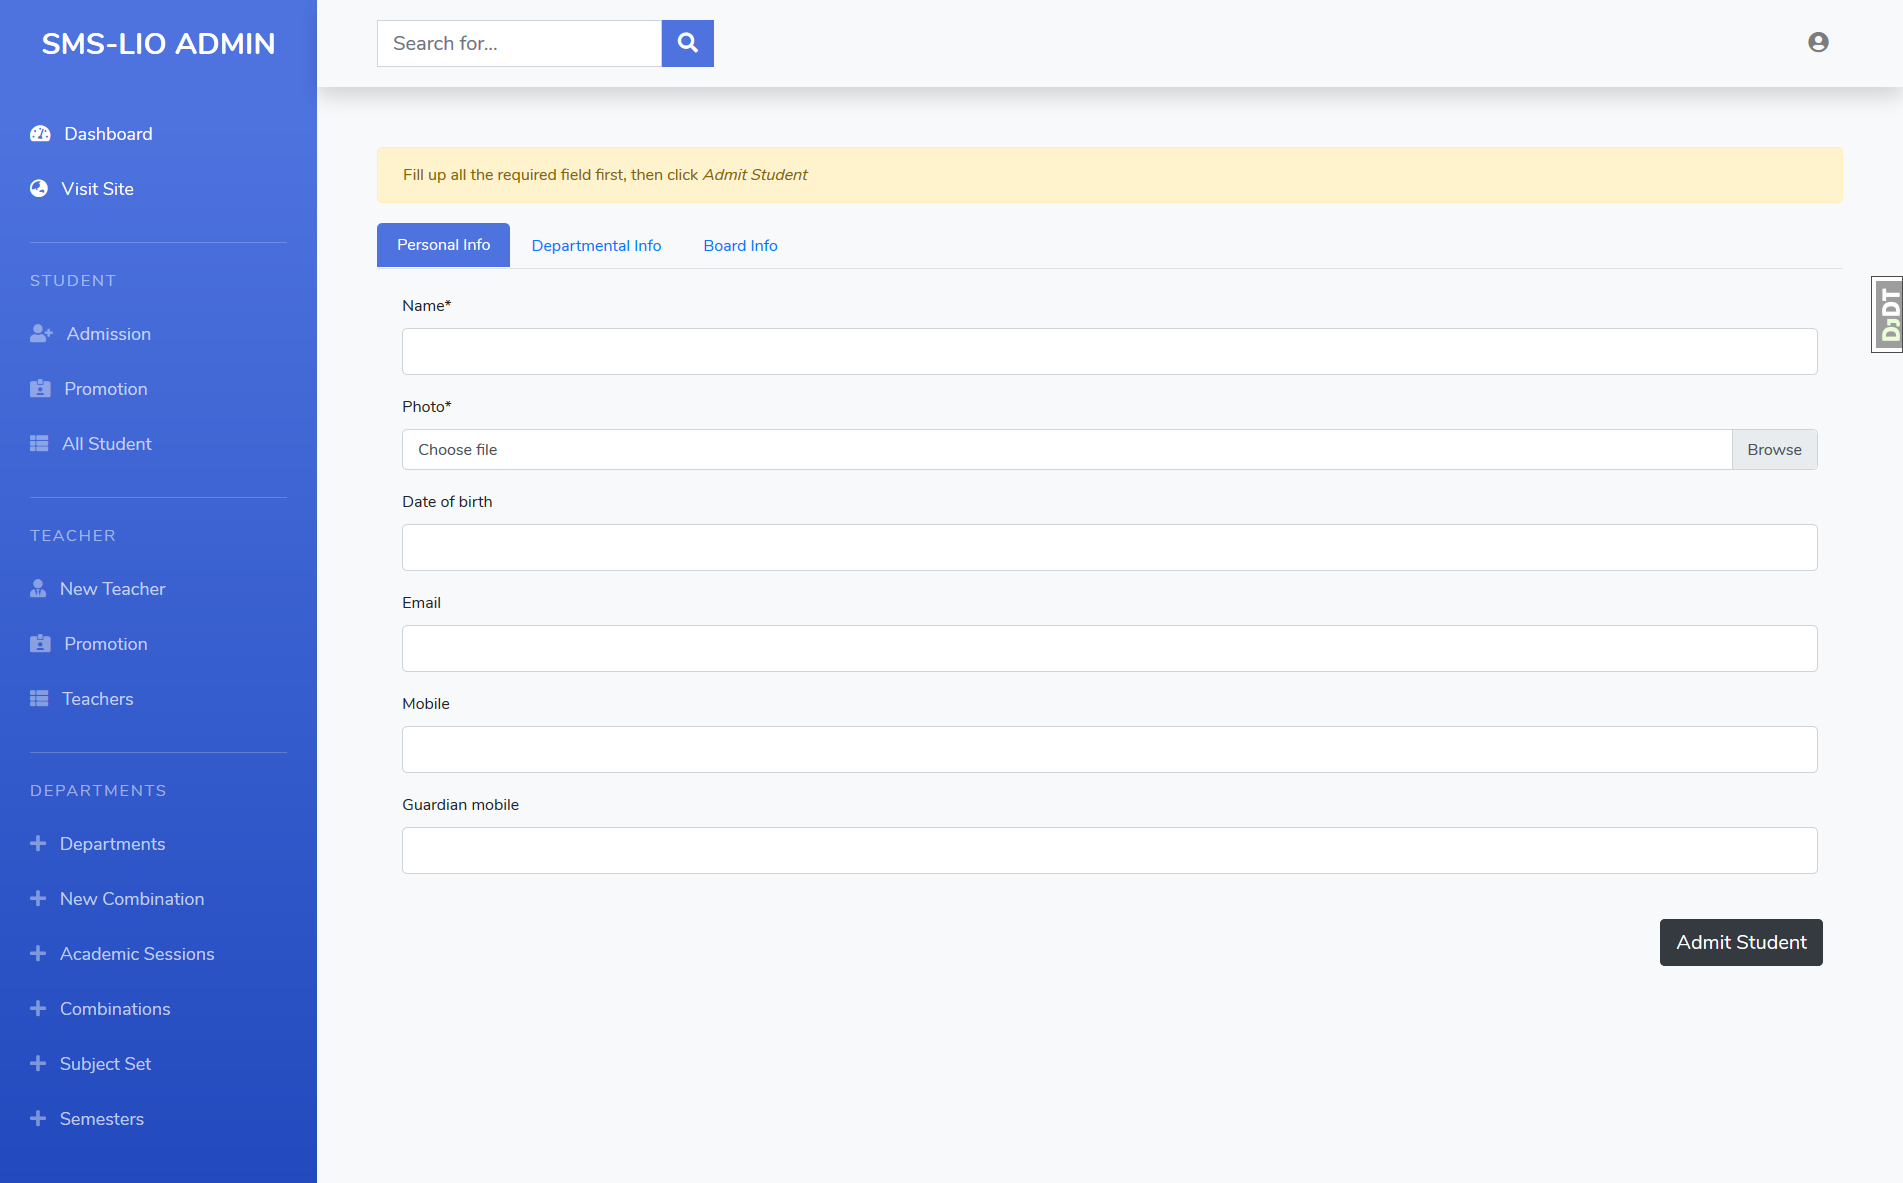 SMS-LIO ADMIN
Search for...
Dashboard
Visit Site
STUDENT
Admission
Promotion
All Student
TEACHER
New Teacher
Promotion
Teachers
DEPARTMENTS
Departments
New Combination
Academic Sessions
Combinations
Subject Set
Semesters
Fill up all the required field first, then click Admit Student
Personal Info Departmental Info Board Info
Name*
Photo*
Choose file Browse
Date of birth
Email
Mobile
Guardian mobile
Admit Student
DJDT